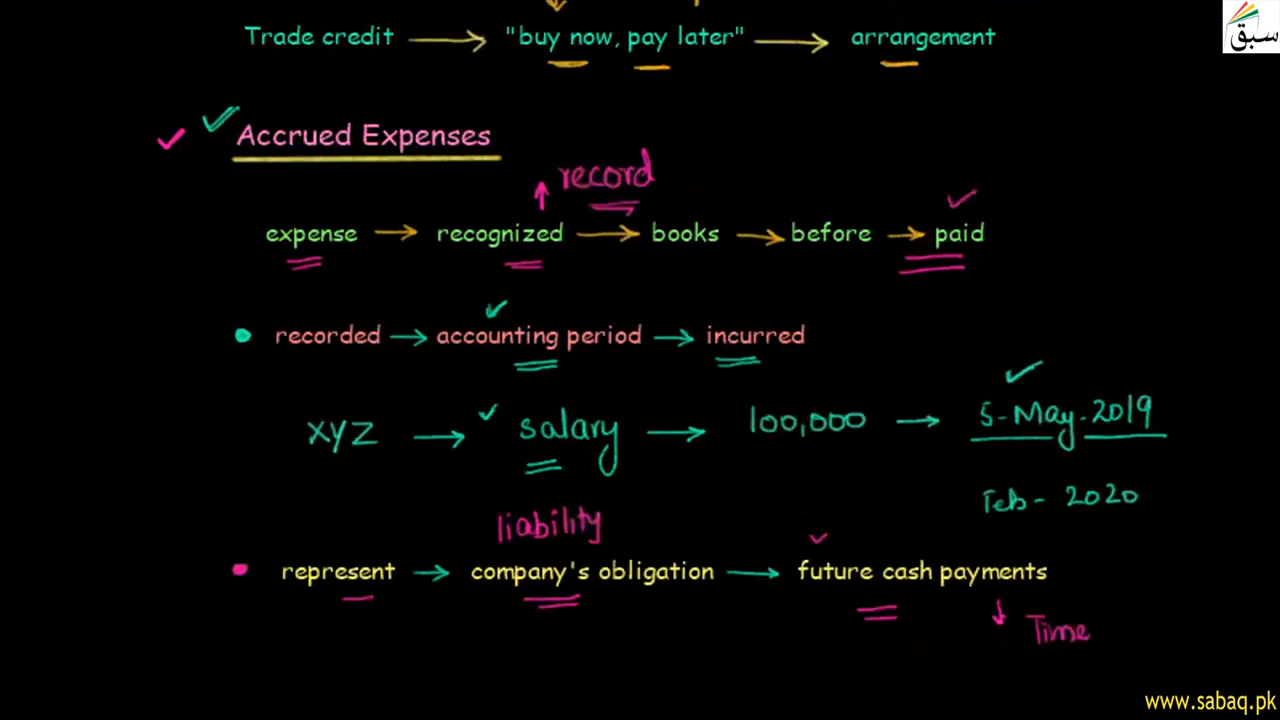 Trade credit → "buy now, pay later" → arrangement
سبق
Accrued Expenses
record
expense → recognized → books → before → paid
recorded → accounting period → incurred
xyz → salary → 100,000 → 5-May-2019
Feb - 2020
liability
represent → company's obligation → future cash payments
Time
www.sabaq.pk